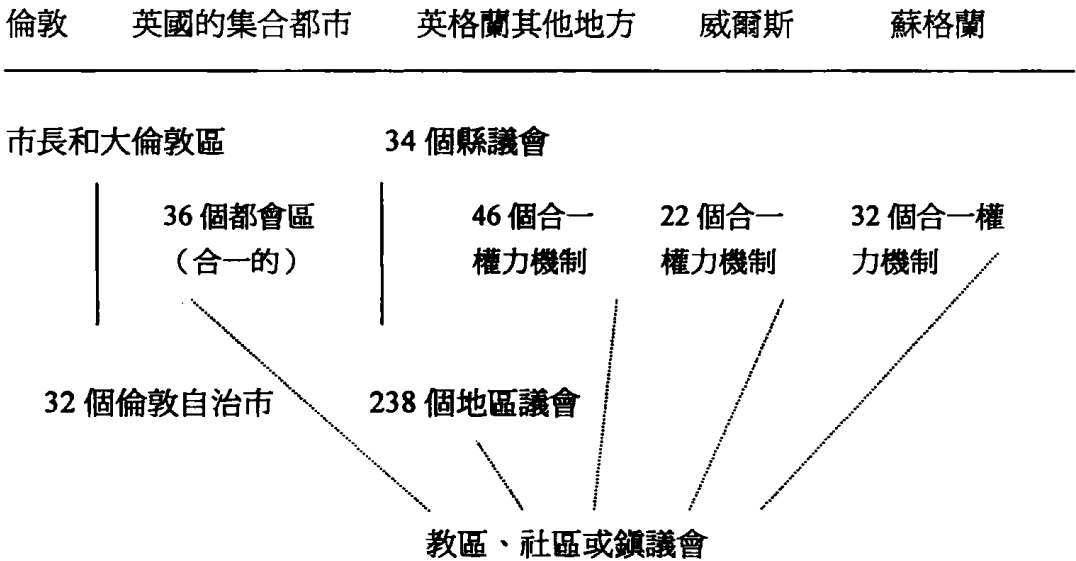 倫敦 英國的集合都市 英格蘭其他地方 威爾斯 蘇格蘭
市長和大倫敦區 34 個縣議會
36 個都會區 46 個合一 22 個合一 32 個合一權
（合一的） 權力機制 權力機制 力機制
32 個倫敦自治市 238 個地區議會
教區、社區或鎮議會